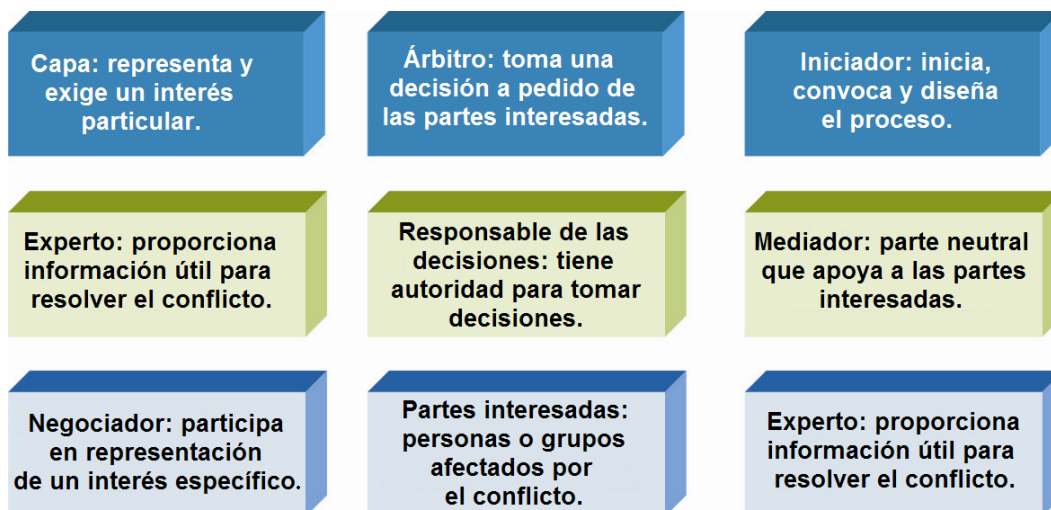 Capa: representa y
exige un interés
particular.
Árbitro: toma una
decisión a pedido de
las partes interesadas.
Iniciador: inicia,
convoca y diseña
el proceso.
Experto: proporciona
información útil para
resolver el conflicto.
Responsable de las
decisiones: tiene
autoridad para tomar
decisiones.
Mediador: parte neutral
que apoya a las partes
interesadas.
Negociador: participa
en representación
de un interés específico.
Partes interesadas:
personas o grupos
afectados por
el conflicto.
Experto: proporciona
información útil para
resolver el conflicto.